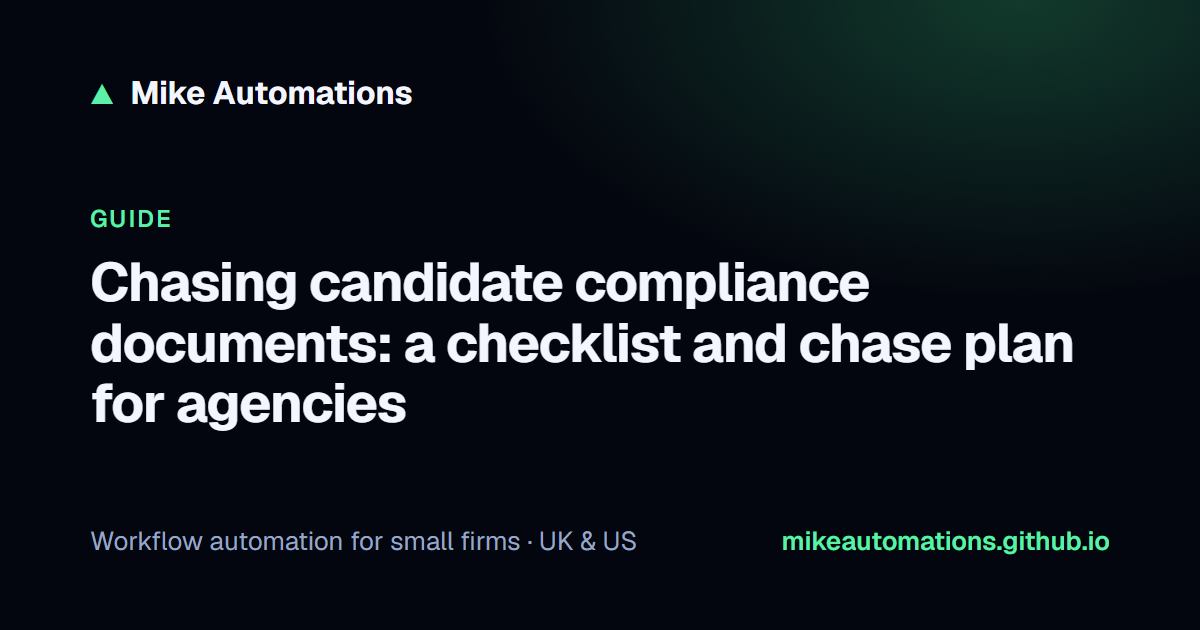 Mike Automations
GUIDE
Chasing candidate compliance
documents: a checklist and chase plan
for agencies
Workflow automation for small firms · UK & US
mikeautomations.github.io